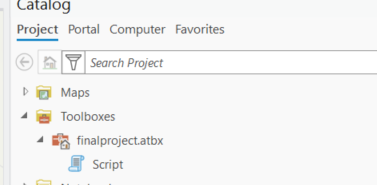 Catalog
Project Portal Computer Favorites
Search Project
Maps
Toolboxes
finalproject.atbx
Script